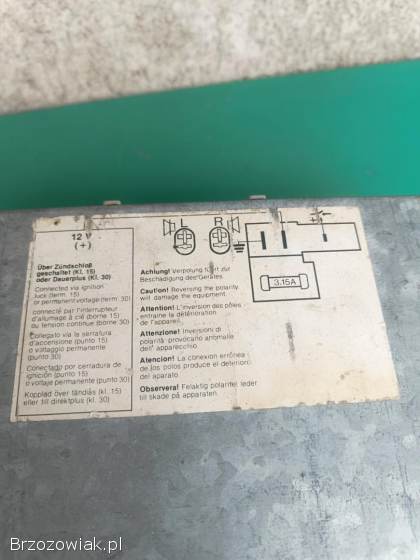 12 V
(+)
Über Zündschloß
geschaltet (Kl. 15)
oder Dauerplus (Kl. 30)
Connected via ignition
lock (term. 15)
or permanent voltage (term. 30)
connecté par l'interrupteur
d'allumage à clé (borne 15)
ou tension continue (borne 30)
Collegato via la serratura
d'accensione (punto 15)
o voltaggio permanente
(punto 30)
Conectado por cerradura de
ignición (punto 15)
o voltaje permanente (punto 30)
Kopplad över tändlås (kl. 15)
eller till direktplus (kl. 30)
L R
3.15A
Achtung! Verpolung führt zur
Beschädigung des Gerätes.
Caution! Reversing the polarity
will damage the equipment.
Attention! L'inversion des pôles
entraîne la détérioration
de l'appareil.
Attenzione! Inversioni di
polarità provocano anomalie
dell' apparecchio.
Atencion! La conexión errónea
de los polos produce el deterioro
del aparato.
Observera! Felaktig polaritet leder
till skade på apparaten.
Brzozowiak.pl